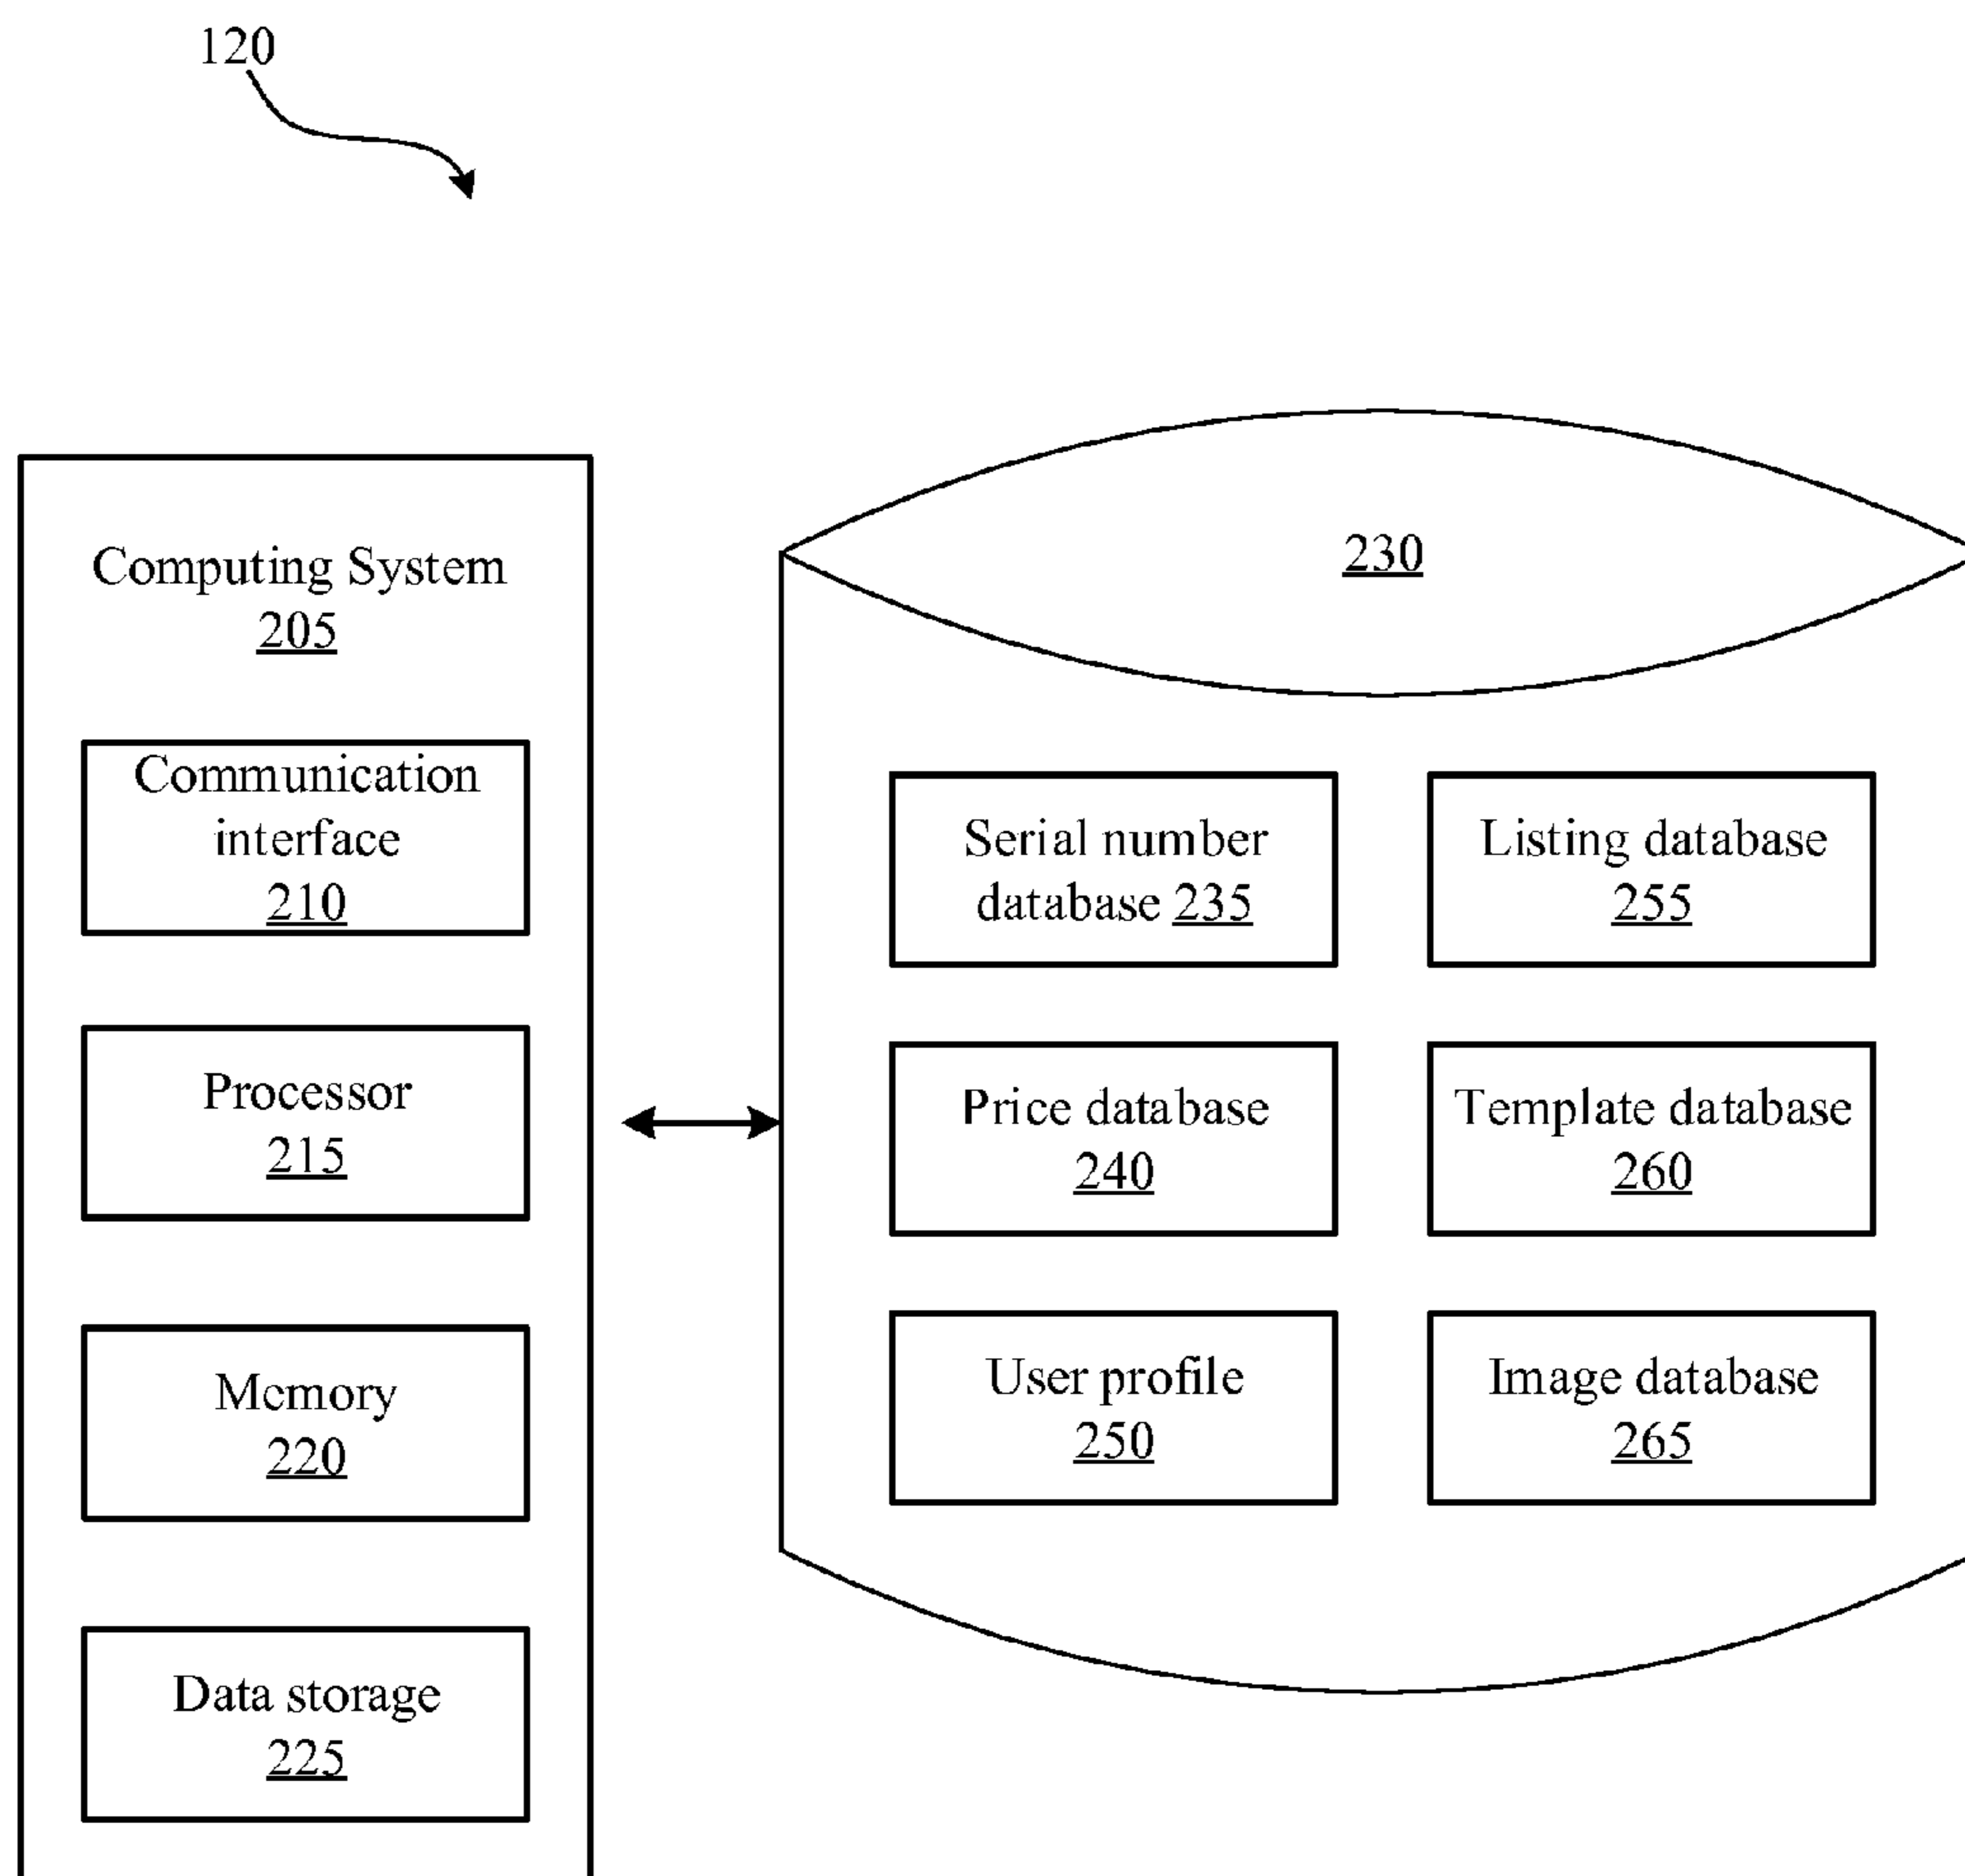 120
Computing System
205
Communication
interface
210
Processor
215
Memory
220
Data storage
225
230
Serial number
database 235
Listing database
255
Price database
240
Template database
260
User profile
250
Image database
265